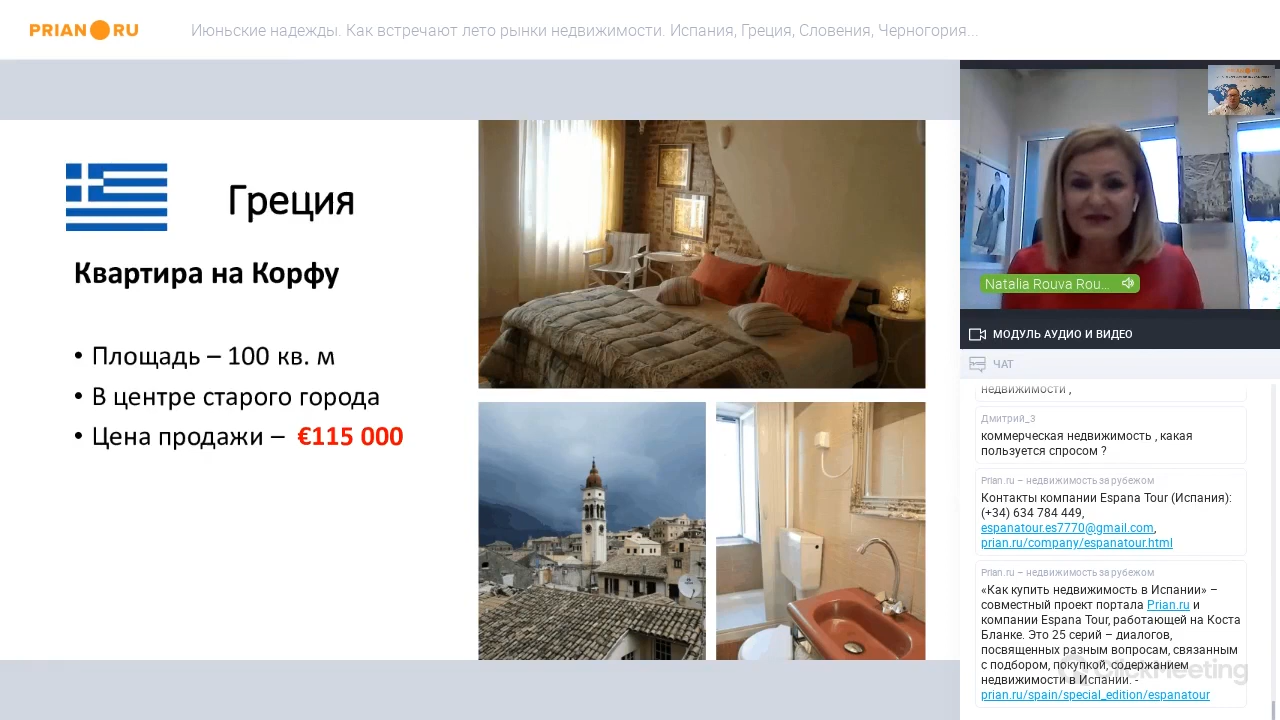 PRIAN RU
Июньские надежды. Как встречают лето рынки недвижимости. Испания, Греция, Словения, Черногория...
Греция
Квартира на Корфу
• Площадь – 100 кв. м
• В центре старого города
• Цена продажи – €115 000
Natalia Rouva Rou...
МОДУЛЬ АУДИО И ВИДЕО
ЧАТ
недвижимости ,
Дмитрий_3
коммерческая недвижимость , какая
пользуется спросом ?
Prian.ru – недвижимость за рубежом
Контакты компании Espana Tour (Испания):
(+34) 634 784 449,
espanatour.es7770@gmail.com,
prian.ru/company/espanatour.html
Prian.ru – недвижимость за рубежом
«Как купить недвижимость в Испании» –
совместный проект портала Prian.ru и
компании Espana Tour, работающей на Коста
Бланке. Это 25 серий – диалогов,
посвященных разным вопросам, связанным
с подбором, покупкой, содержанием
недвижимости в Испании. -
prian.ru/spain/special_edition/espanatour
ClickMeeting